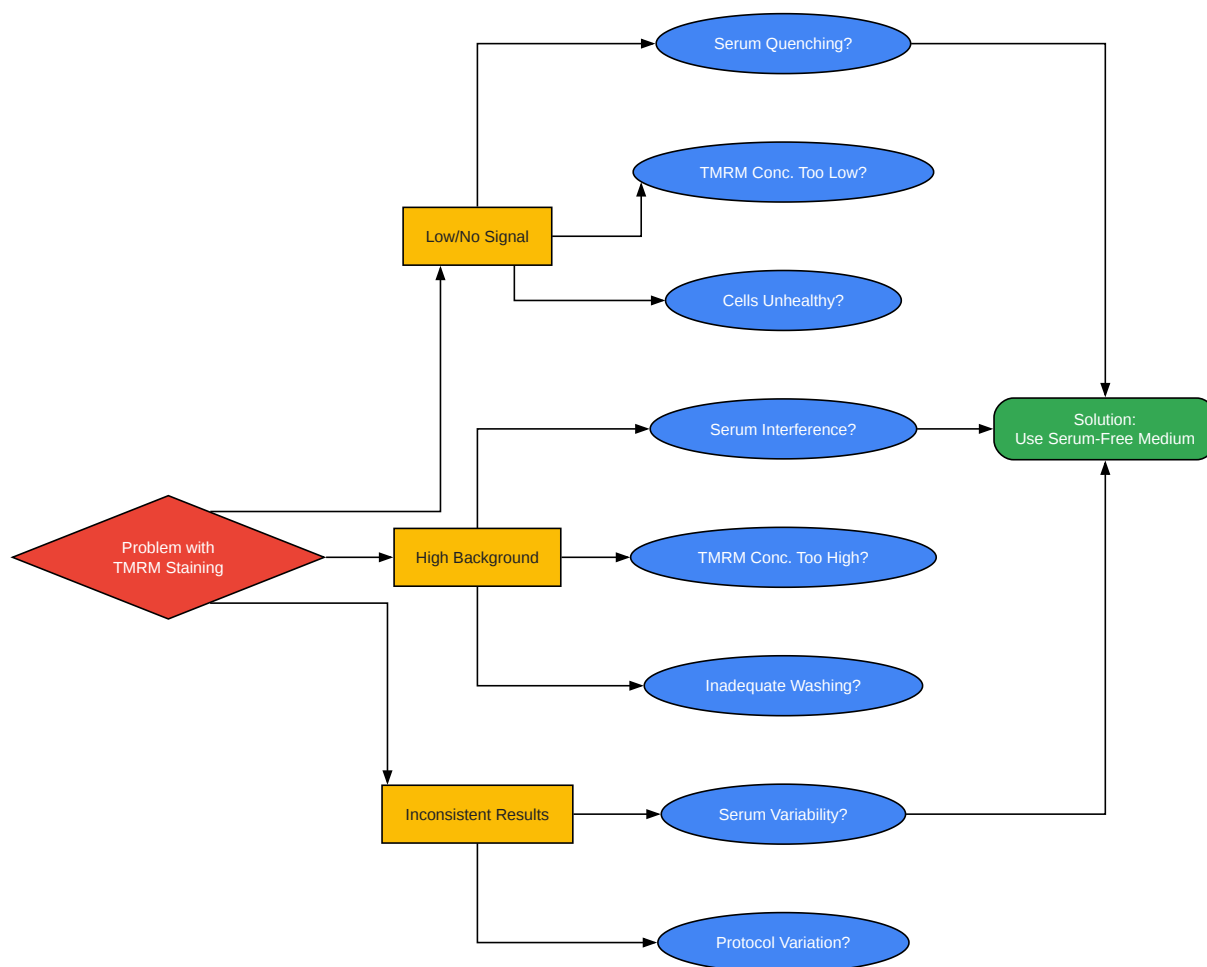 Serum Quenching?
TMRM Conc. Too Low?
Low/No Signal
Cells Unhealthy?
Serum Interference?
Solution:
Use Serum-Free Medium
Problem with
TMRM Staining
High Background
TMRM Conc. Too High?
Inadequate Washing?
Inconsistent Results
Serum Variability?
Protocol Variation?